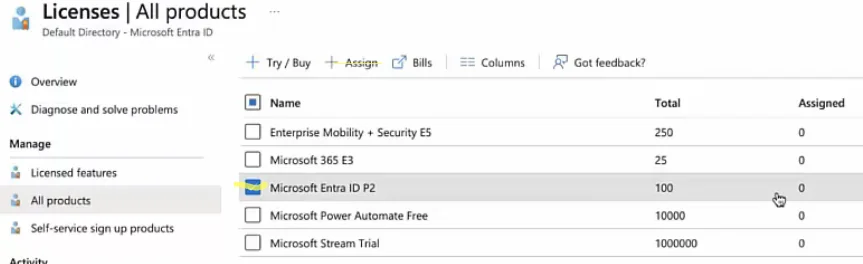 Licenses | All products ...
Default Directory - Microsoft Entra ID
«
+ Try / Buy + Assign Bills Columns Got feedback?
Overview
Diagnose and solve problems
Manage
Licensed features
All products
Self-service sign up products
Activity
Name Total Assigned
Enterprise Mobility + Security E5 250 0
Microsoft 365 E3 25 0
Microsoft Entra ID P2 100 0
Microsoft Power Automate Free 10000 0
Microsoft Stream Trial 1000000 0